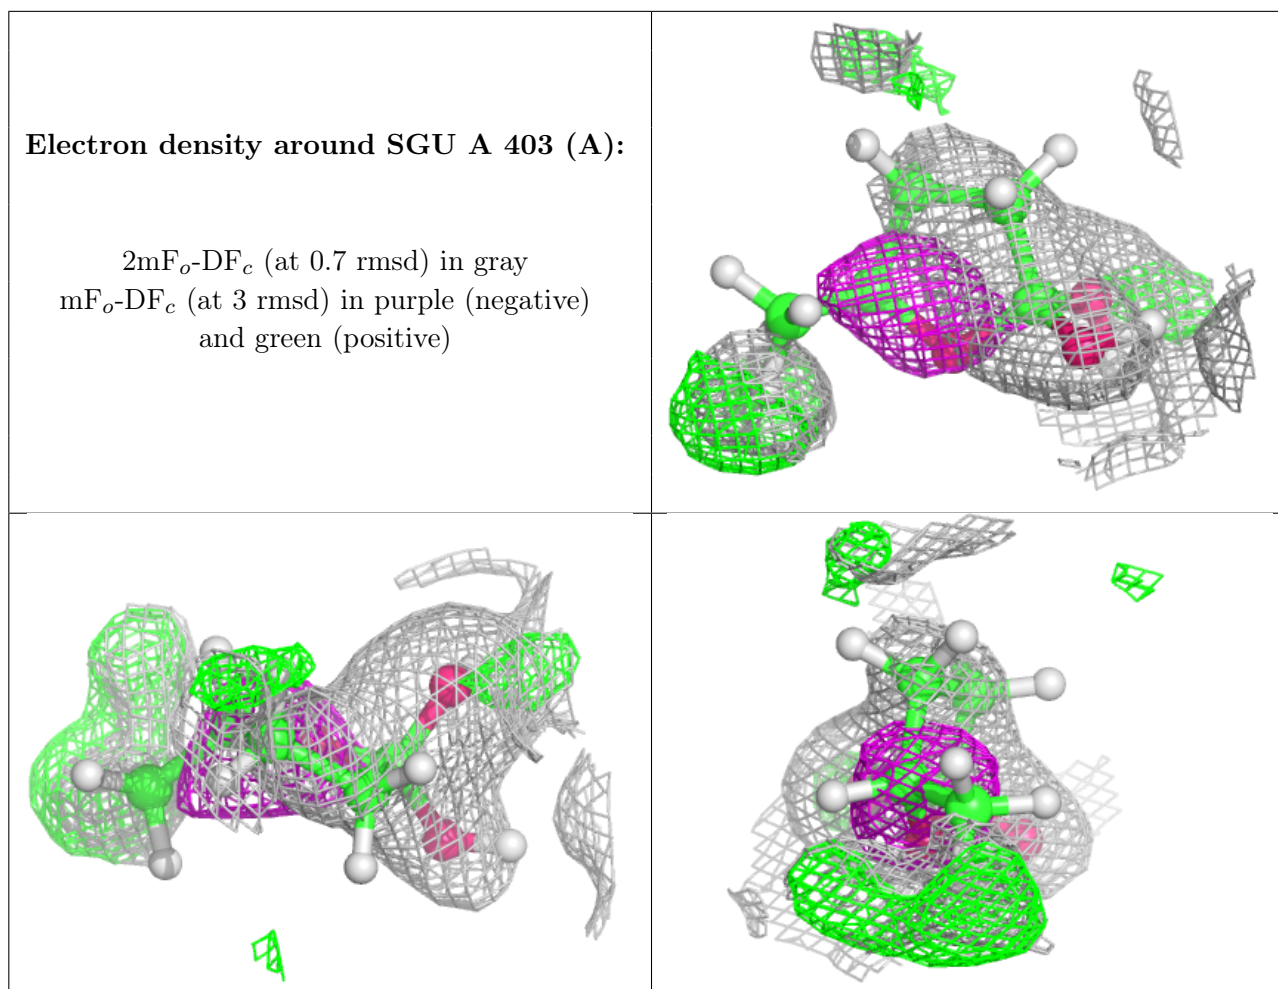 Electron density around SGU A 403 (A):
2mFₒ-DF𝒸 (at 0.7 rmsd) in gray
mFₒ-DF𝒸 (at 3 rmsd) in purple (negative)
and green (positive)